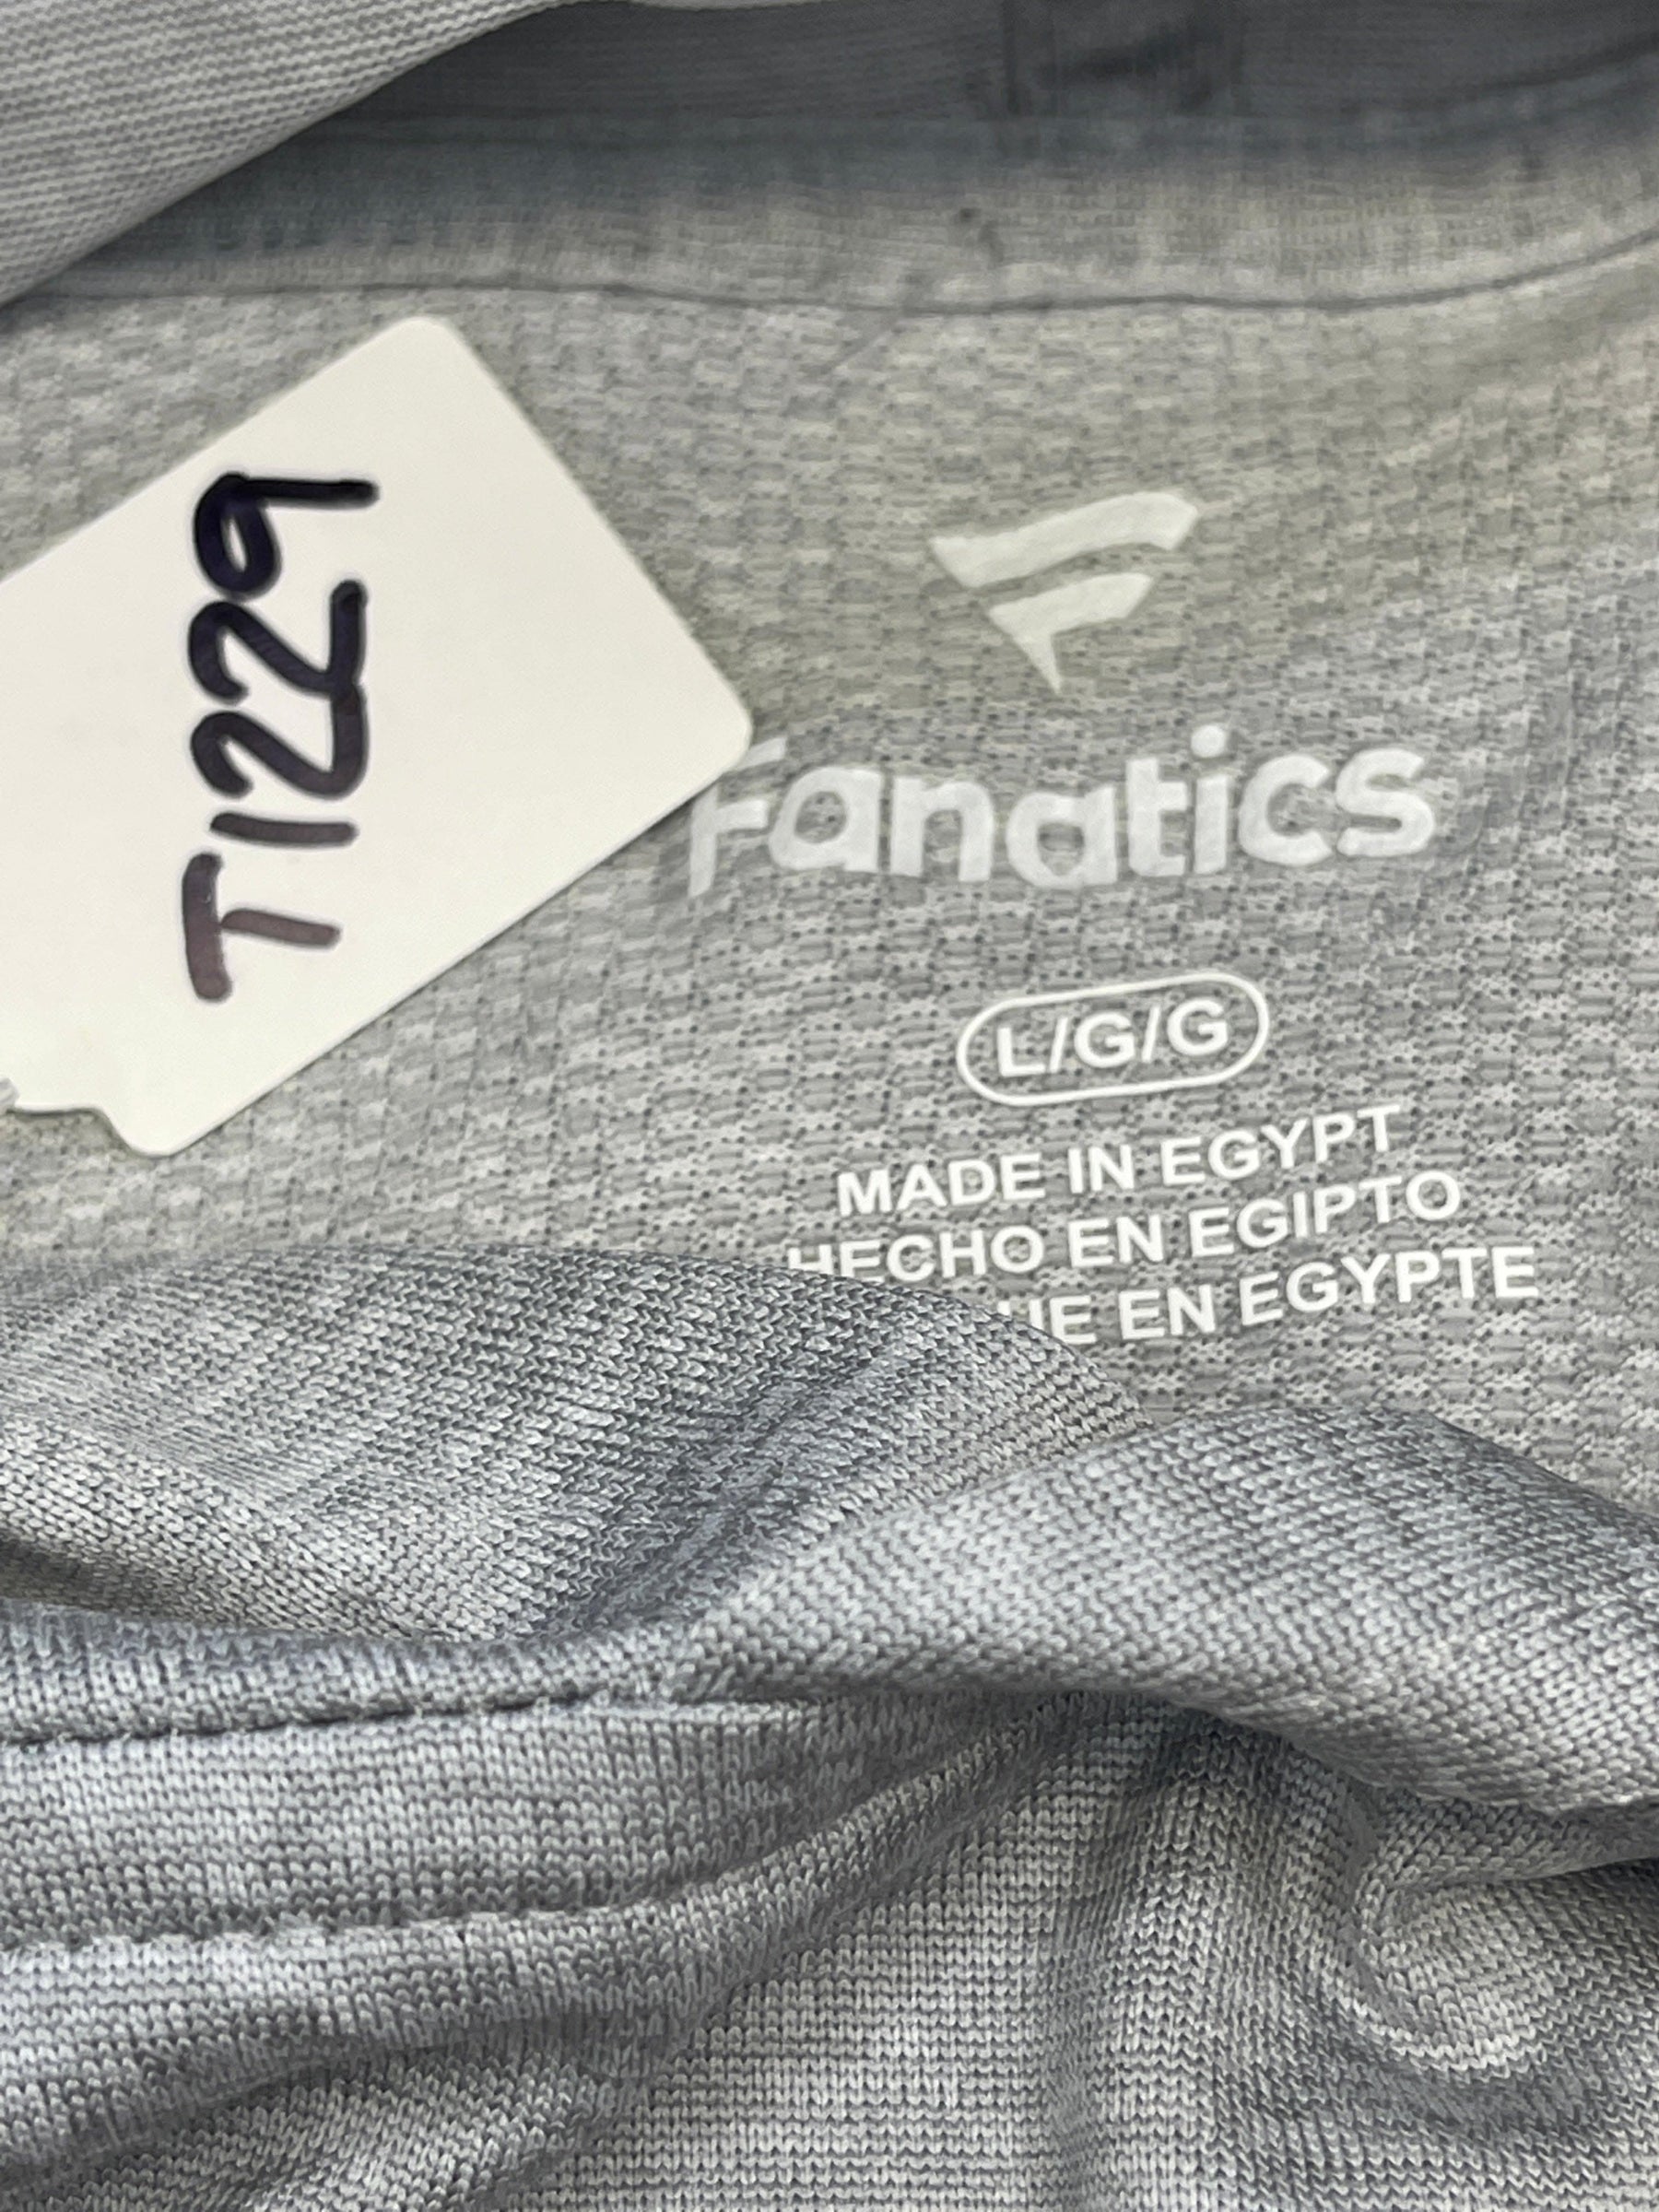 T1229
Fanatics
L/G/G
MADE IN EGYPT
HECHO EN EGIPTO
EN EGYPTE